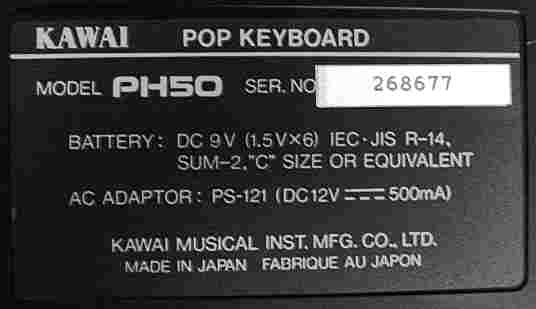 KAWAI POP KEYBOARD
MODEL PH50 SER. NO 268677
BATTERY: DC 9V (1.5V×6) IEC·JIS R-14,
SUM-2,"C" SIZE OR EQUIVALENT
AC ADAPTOR: PS-121 (DC12V ⎓ 500mA)
KAWAI MUSICAL INST. MFG. CO., LTD.
MADE IN JAPAN FABRIQUE AU JAPON